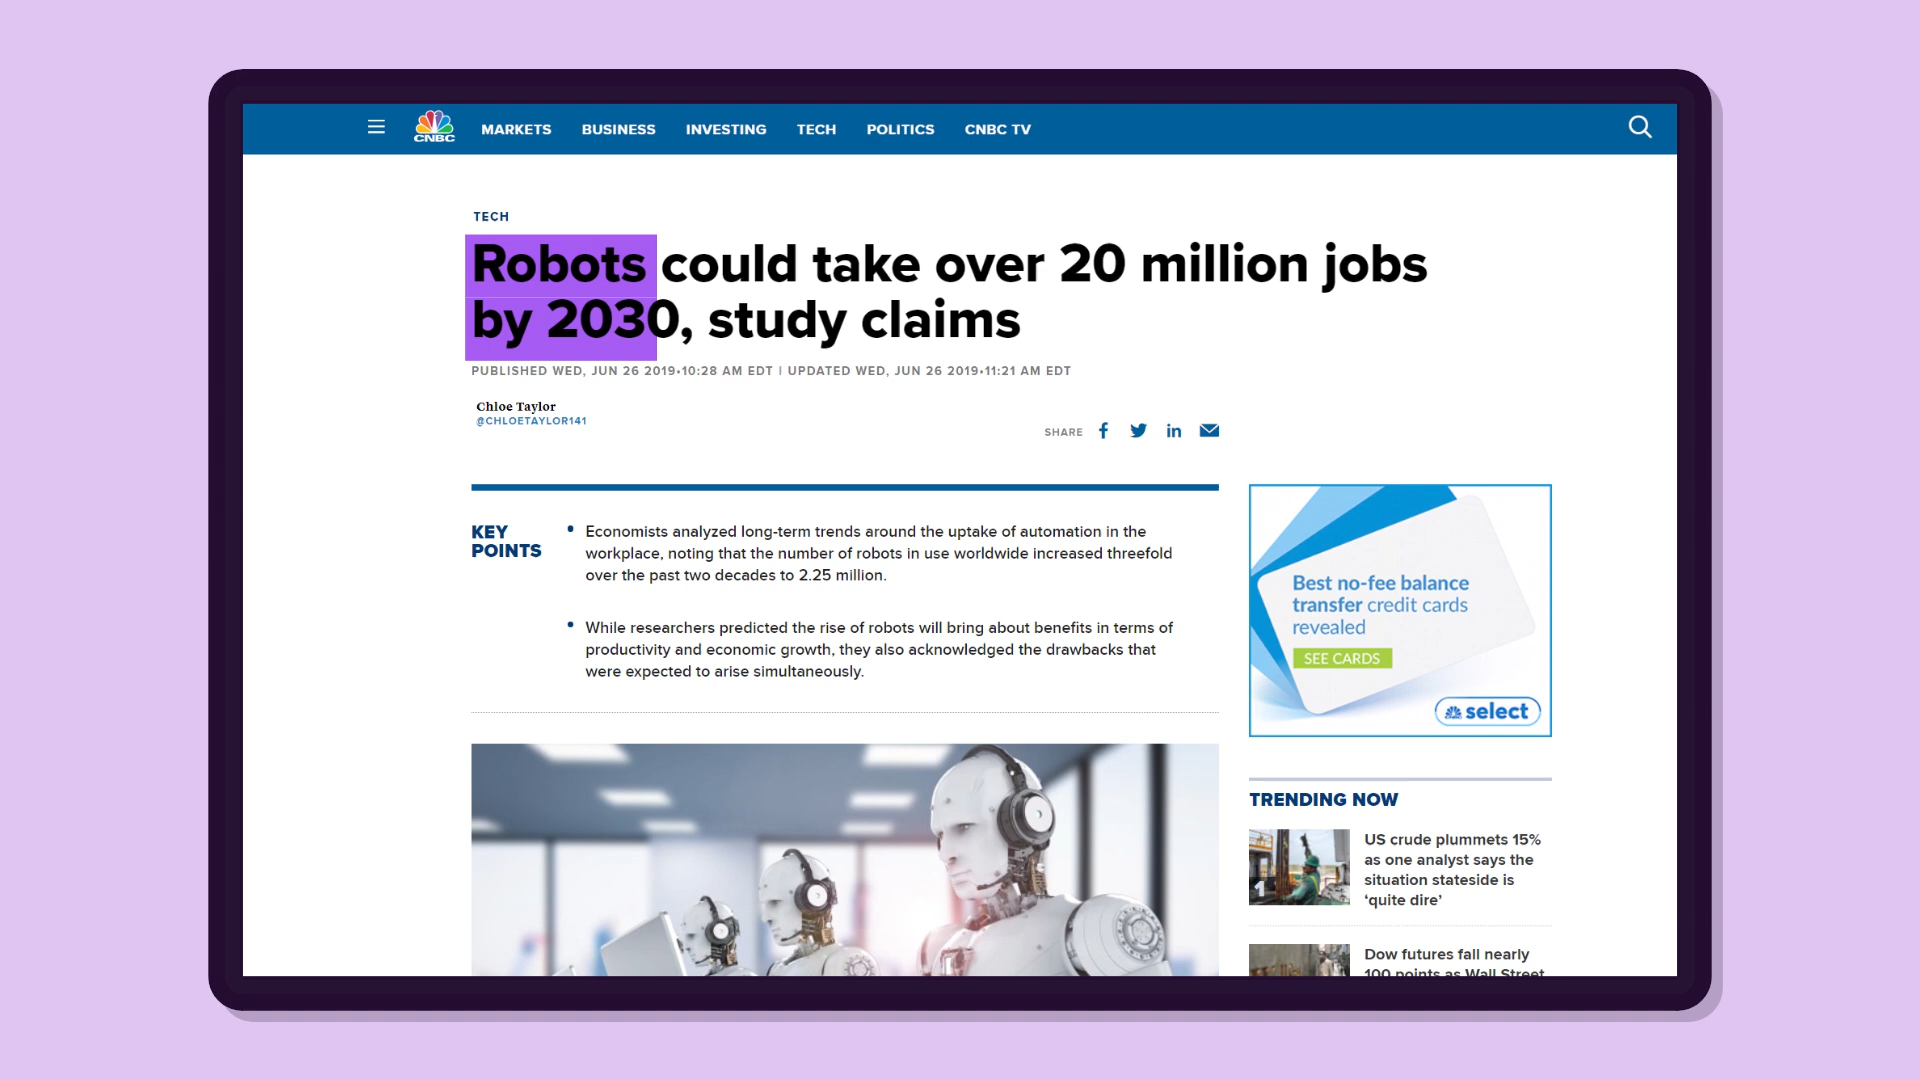 CNBC
MARKETS
BUSINESS
INVESTING
TECH
POLITICS
CNBC TV
TECH
Robots could take over 20 million jobs
by 2030, study claims
PUBLISHED WED, JUN 26 2019•10:28 AM EDT | UPDATED WED, JUN 26 2019•11:21 AM EDT
Chloe Taylor
@CHLOETAYLOR141
SHARE
KEY
POINTS
• Economists analyzed long-term trends around the uptake of automation in the
workplace, noting that the number of robots in use worldwide increased threefold
over the past two decades to 2.25 million.
• While researchers predicted the rise of robots will bring about benefits in terms of
productivity and economic growth, they also acknowledged the drawbacks that
were expected to arise simultaneously.
Best no-fee balance
transfer credit cards
revealed
SEE CARDS
select
TRENDING NOW
1
US crude plummets 15%
as one analyst says the
situation stateside is
‘quite dire’
Dow futures fall nearly
100 points as Wall Street